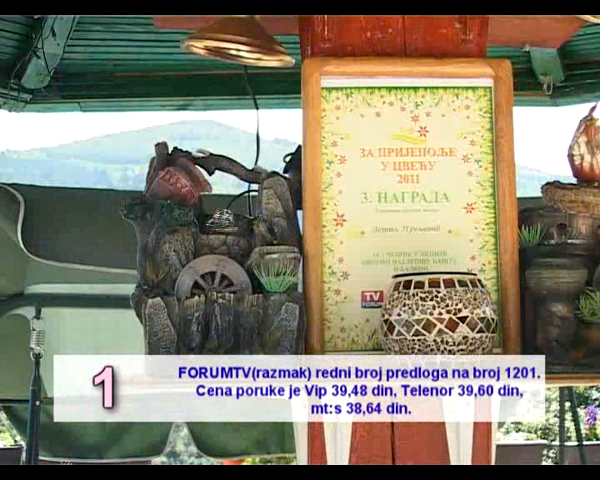 ЗА ПРИЈЕПОЉЕ
У ЦВЕЋУ
2011
3. НАГРАДА
TV
FORUM
1
FORUMTV(razmak) redni broj predloga na broj 1201.
Cena poruke je Vip 39,48 din, Telenor 39,60 din,
mt:s 38,64 din.